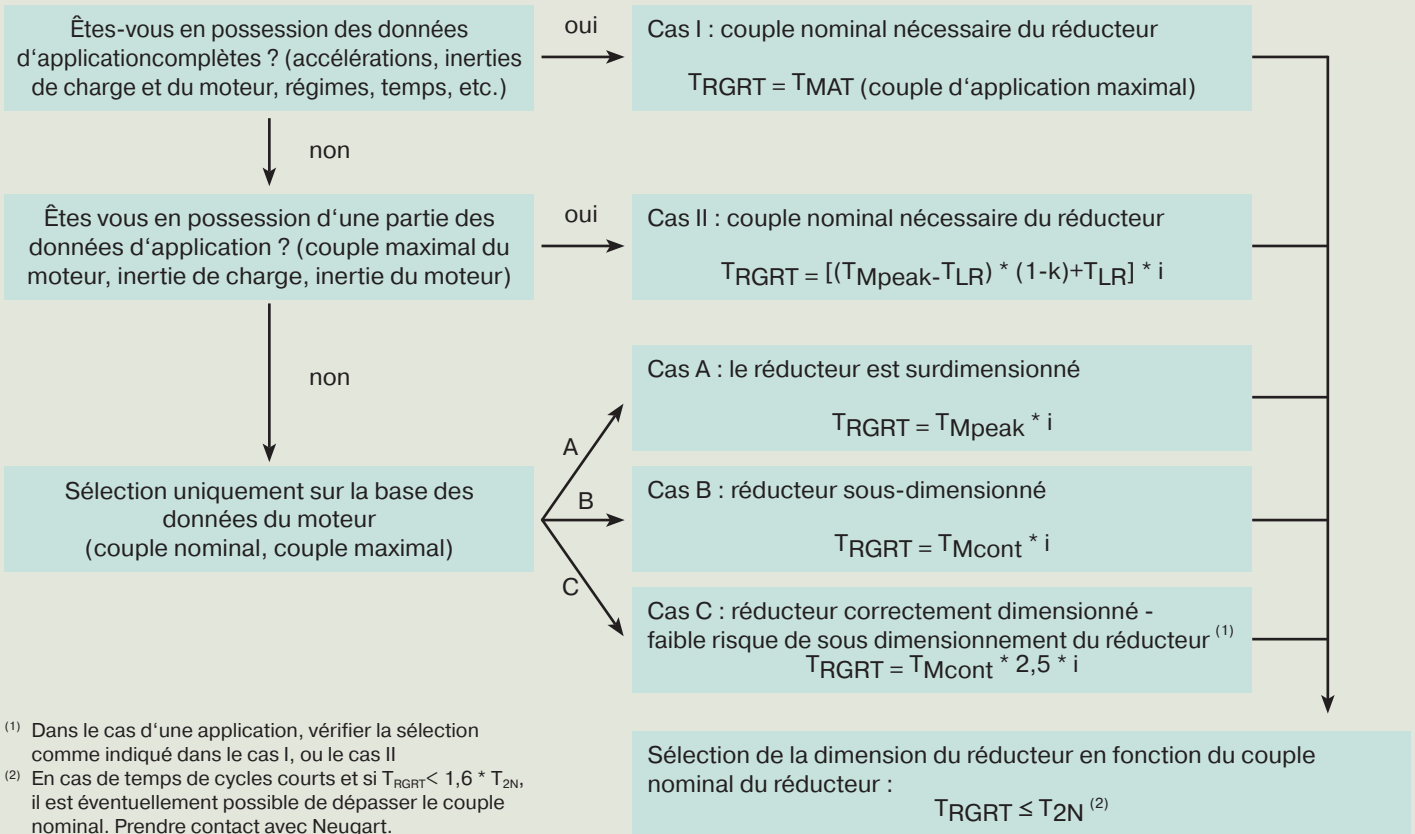 Êtes-vous en possession des données
d‘applicationcomplètes ? (accélérations, inerties
de charge et du moteur, régimes, temps, etc.)
oui
Cas I : couple nominal nécessaire du réducteur
TRGRT = TMAT (couple d‘application maximal)
non
Êtes vous en possession d‘une partie des
données d‘application ? (couple maximal du
moteur, inertie de charge, inertie du moteur)
oui
Cas II : couple nominal nécessaire du réducteur
TRGRT = [(TMpeak-TLR) * (1-k)+TLR] * i
non
Cas A : le réducteur est surdimensionné
TRGRT = TMpeak * i
A
Sélection uniquement sur la base des
données du moteur
(couple nominal, couple maximal)
B
Cas B : réducteur sous-dimensionné
TRGRT = TMcont * i
C
Cas C : réducteur correctement dimensionné -
faible risque de sous dimensionnement du réducteur (1)
TRGRT = TMcont * 2,5 * i
(1) Dans le cas d‘une application, vérifier la sélection
comme indiqué dans le cas I, ou le cas II
(2) En cas de temps de cycles courts et si TRGRT< 1,6 * T2N,
il est éventuellement possible de dépasser le couple
nominal. Prendre contact avec Neugart.
Sélection de la dimension du réducteur en fonction du couple
nominal du réducteur :
TRGRT ≤ T2N (2)